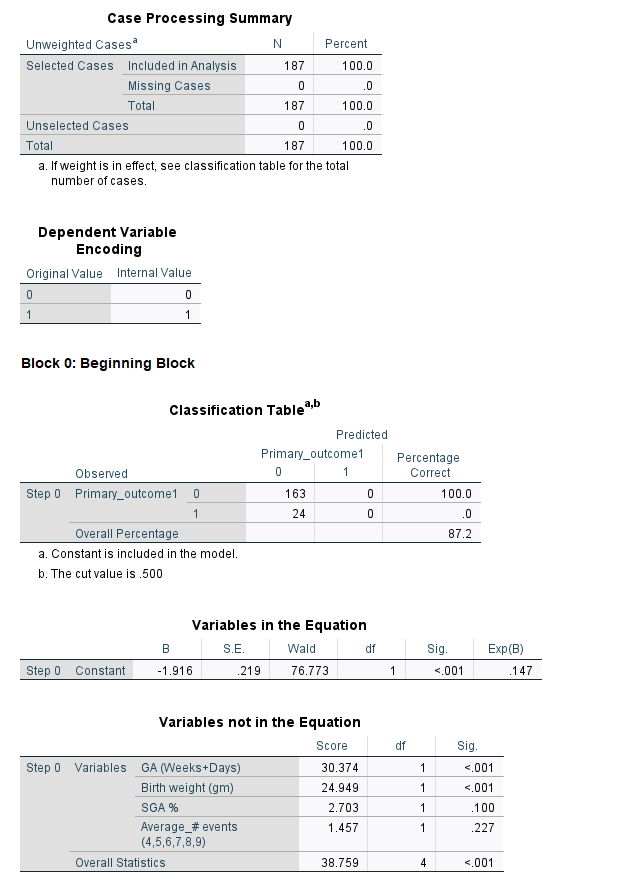 Case Processing Summary
Unweighted Cases^a N Percent
Selected Cases Included in Analysis 187 100.0
Missing Cases 0 .0
Total 187 100.0
Unselected Cases 0 .0
Total 187 100.0
a. If weight is in effect, see classification table for the total
number of cases.
Dependent Variable
Encoding
Original Value Internal Value
0 0
1 1
Block 0: Beginning Block
Classification Table^a,b
Predicted
Primary_outcome1 Percentage
Observed 0 1 Correct
Step 0 Primary_outcome1 0 163 0 100.0
1 24 0 .0
Overall Percentage 87.2
a. Constant is included in the model.
b. The cut value is .500
Variables in the Equation
B S.E. Wald df Sig. Exp(B)
Step 0 Constant -1.916 .219 76.773 1 <.001 .147
Variables not in the Equation
Score df Sig.
Step 0 Variables GA (Weeks+Days) 30.374 1 <.001
Birth weight (gm) 24.949 1 <.001
SGA % 2.703 1 .100
Average_# events 1.457 1 .227
(4,5,6,7,8,9)
Overall Statistics 38.759 4 <.001